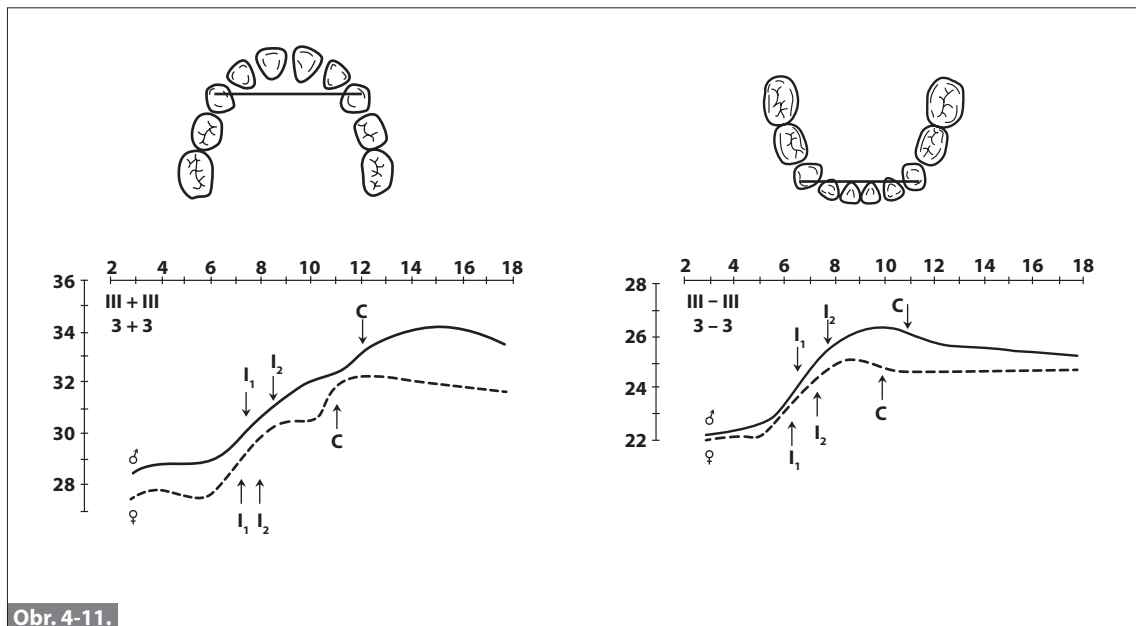 2 4 6 8 10 12 14 16 18
36
III + III
3 + 3
34
C
I₁ I₂
32
30
C
♂
28
♀
I₁ I₂
2 4 6 8 10 12 14 16 18
28
III – III
3 – 3
C
I₂
I₁
26
24
C
♂
I₂
22
♀
I₁
Obr. 4-11.